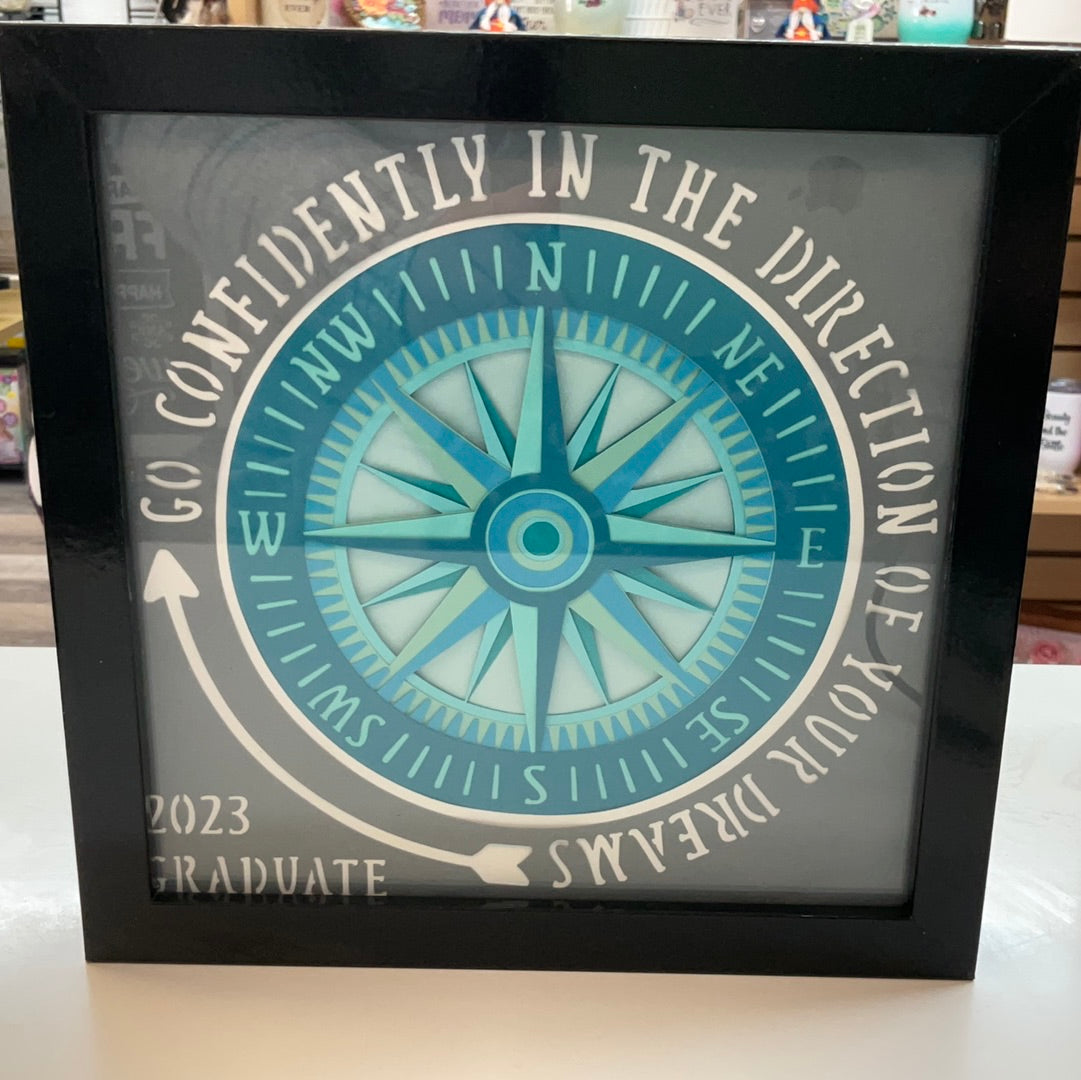 GO CONFIDENTLY IN THE DIRECTION OF YOUR DREAMS
N
NE
E
SE
S
SW
W
NW
2023
GRADUATE